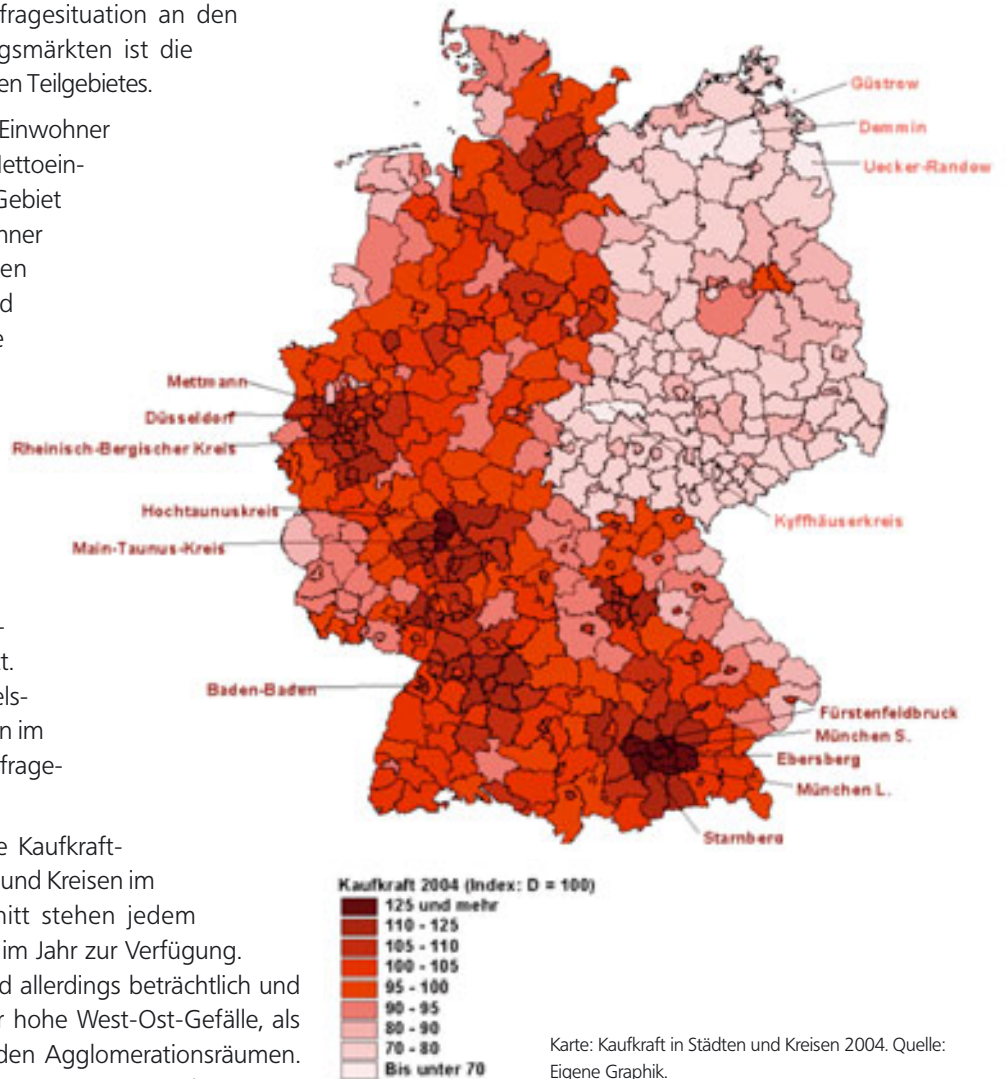 fragesituation an den
gsmärkten ist die
en Teilgebietes.
Einwohner
Nettoein-
Gebiet
nner
en
d
e
-
t.
els-
n im
frage-
e Kaufkraft-
und Kreisen im
nitt stehen jedem
im Jahr zur Verfügung.
d allerdings beträchtlich und
r hohe West-Ost-Gefälle, als
den Agglomerationsräumen.
Güstrow
Demmin
Uecker-Randow
Mettmann
Düsseldorf
Rheinisch-Bergischer Kreis
Hochtaunuskreis
Main-Taunus-Kreis
Kyffhäuserkreis
Baden-Baden
Fürstenfeldbruck
München S.
Ebersberg
München L.
Starnberg
Kaufkraft 2004 (Index: D = 100)
125 und mehr
110 - 125
105 - 110
100 - 105
95 - 100
90 - 95
80 - 90
70 - 80
Bis unter 70
Karte: Kaufkraft in Städten und Kreisen 2004. Quelle:
Eigene Graphik.